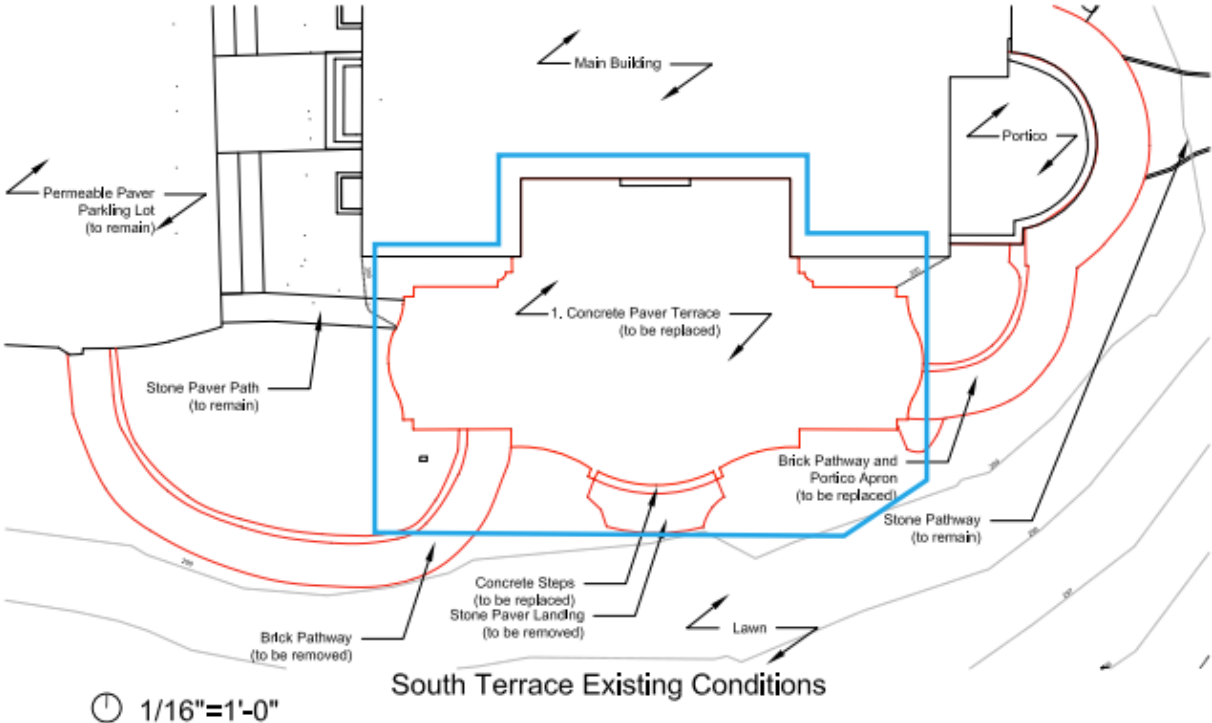 Main Building
Portico
Permeable Paver
Parkling Lot
(to remain)
1. Concrete Paver Terrace
(to be replaced)
Stone Paver Path
(to remain)
Brick Pathway and
Portico Apron
(to be replaced)
Stone Pathway
(to remain)
Concrete Steps
(to be replaced)
Stone Paver Landing
(to be removed)
Lawn
Brick Pathway
(to be removed)
South Terrace Existing Conditions
1/16"=1'-0"